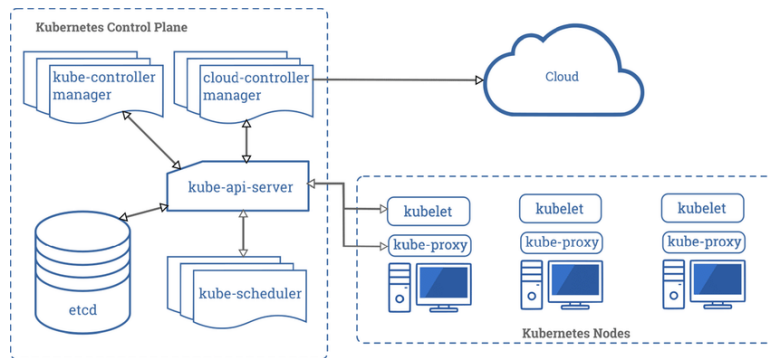 Kubernetes Control Plane
kube-controller
manager
cloud-controller
manager
Cloud
kube-api-server
kubelet
kubelet
kubelet
kube-proxy
kube-proxy
kube-proxy
etcd
kube-scheduler
Kubernetes Nodes